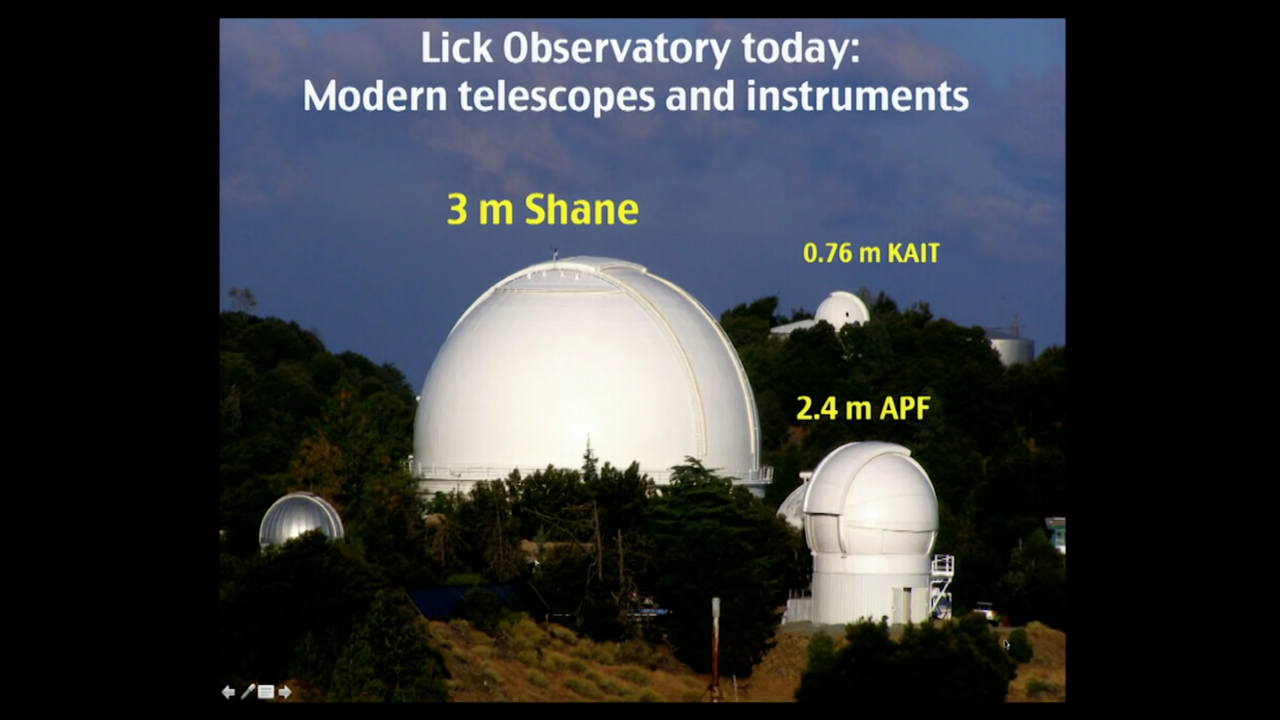 Lick Observatory today:
Modern telescopes and instruments
3 m Shane
0.76 m KAIT
2.4 m APF